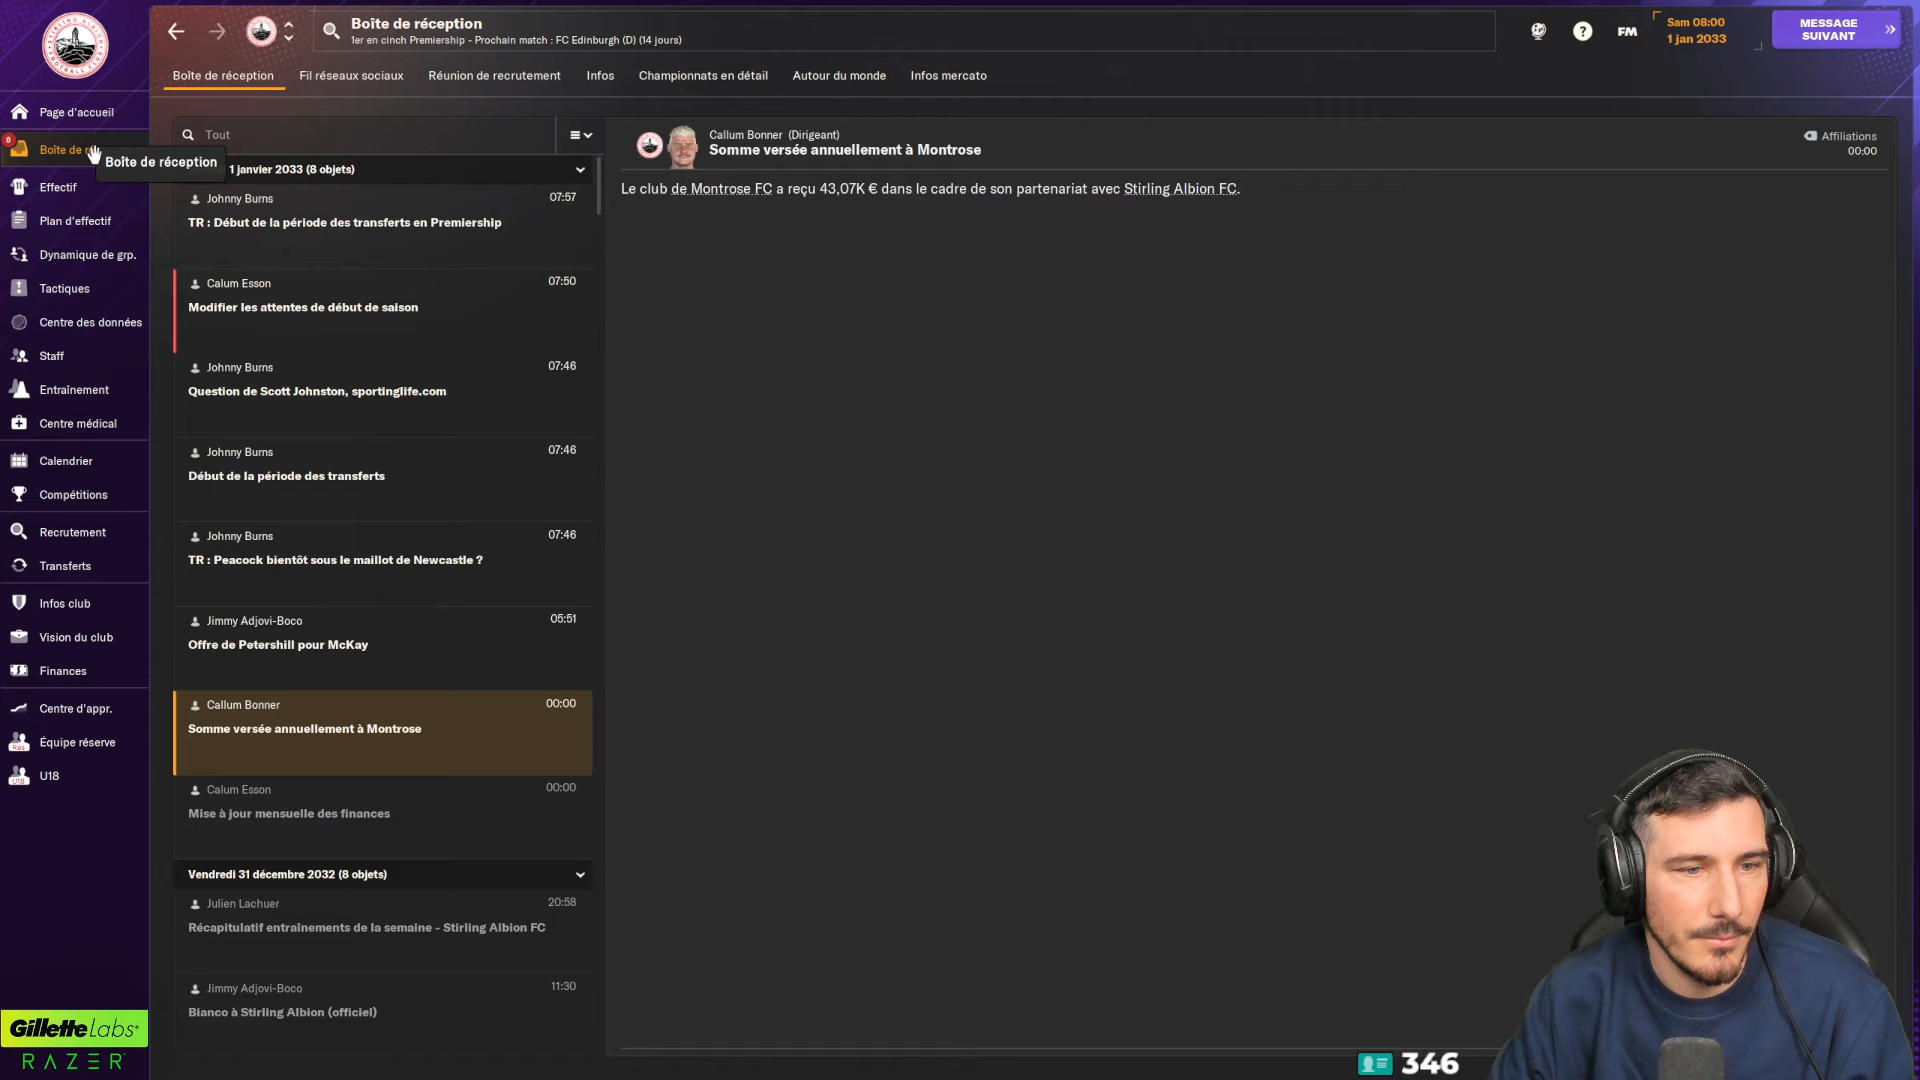 Boîte de réception
1er en cinch Premiership - Prochain match : FC Edinburgh (D) (14 jours)
FM
Sam 08:00
1 jan 2033
MESSAGE
SUIVANT
Boîte de réception
Fil réseaux sociaux
Réunion de recrutement
Infos
Championnats en détail
Autour du monde
Infos mercato
Page d'accueil
6
Boîte de r
Boîte de réception
Effectif
Plan d'effectif
Dynamique de grp.
Tactiques
Centre des données
Staff
Entraînement
Centre médical
Calendrier
Compétitions
Recrutement
Transferts
Infos club
Vision du club
Finances
Centre d'appr.
Équipe réserve
U18
GilletteLabs
RAZER
Tout
1 janvier 2033 (8 objets)
Johnny Burns 07:57
TR : Début de la période des transferts en Premiership
Calum Esson 07:50
Modifier les attentes de début de saison
Johnny Burns 07:46
Question de Scott Johnston, sportinglife.com
Johnny Burns 07:46
Début de la période des transferts
Johnny Burns 07:46
TR : Peacock bientôt sous le maillot de Newcastle ?
Jimmy Adjovi-Boco 05:51
Offre de Petershill pour McKay
Callum Bonner 00:00
Somme versée annuellement à Montrose
Calum Esson 00:00
Mise à jour mensuelle des finances
Vendredi 31 décembre 2032 (8 objets)
Julien Lachuer 20:58
Récapitulatif entraînements de la semaine - Stirling Albion FC
Jimmy Adjovi-Boco 11:30
Bianco à Stirling Albion (officiel)
Callum Bonner (Dirigeant)
Somme versée annuellement à Montrose
Affiliations
00:00
Le club de Montrose FC a reçu 43,07K € dans le cadre de son partenariat avec Stirling Albion FC.
346